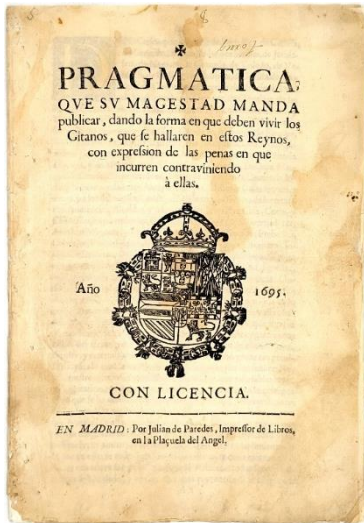 PRAGMATICA,
QVE SV MAGESTAD MANDA
publicar, dando la forma en que deben vivir los
Gitanos, que ſe hallaren en eſtos Reynos,
con expreſsion de las penas en que
incurren contraviniendo
à ellas.
Año 1695.
CON LICENCIA.
EN MADRID: Por Julian de Paredes, Impreſſor de Libros,
en la Plaçuela del Angel.